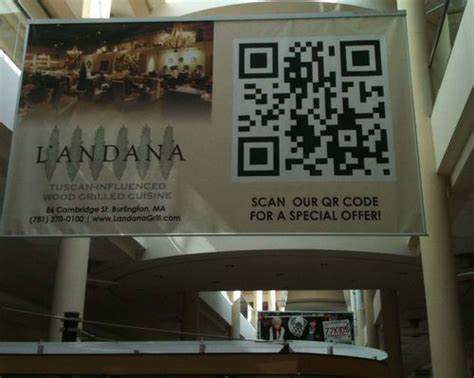 L'ANDANA
TUSCAN-INFLUENCED
WOOD GRILLED CUISINE
86 Cambridge St. Burlington, MA
(781) 270-0100 | www.LandanaGrill.com
SCAN OUR QR CODE
FOR A SPECIAL OFFER!